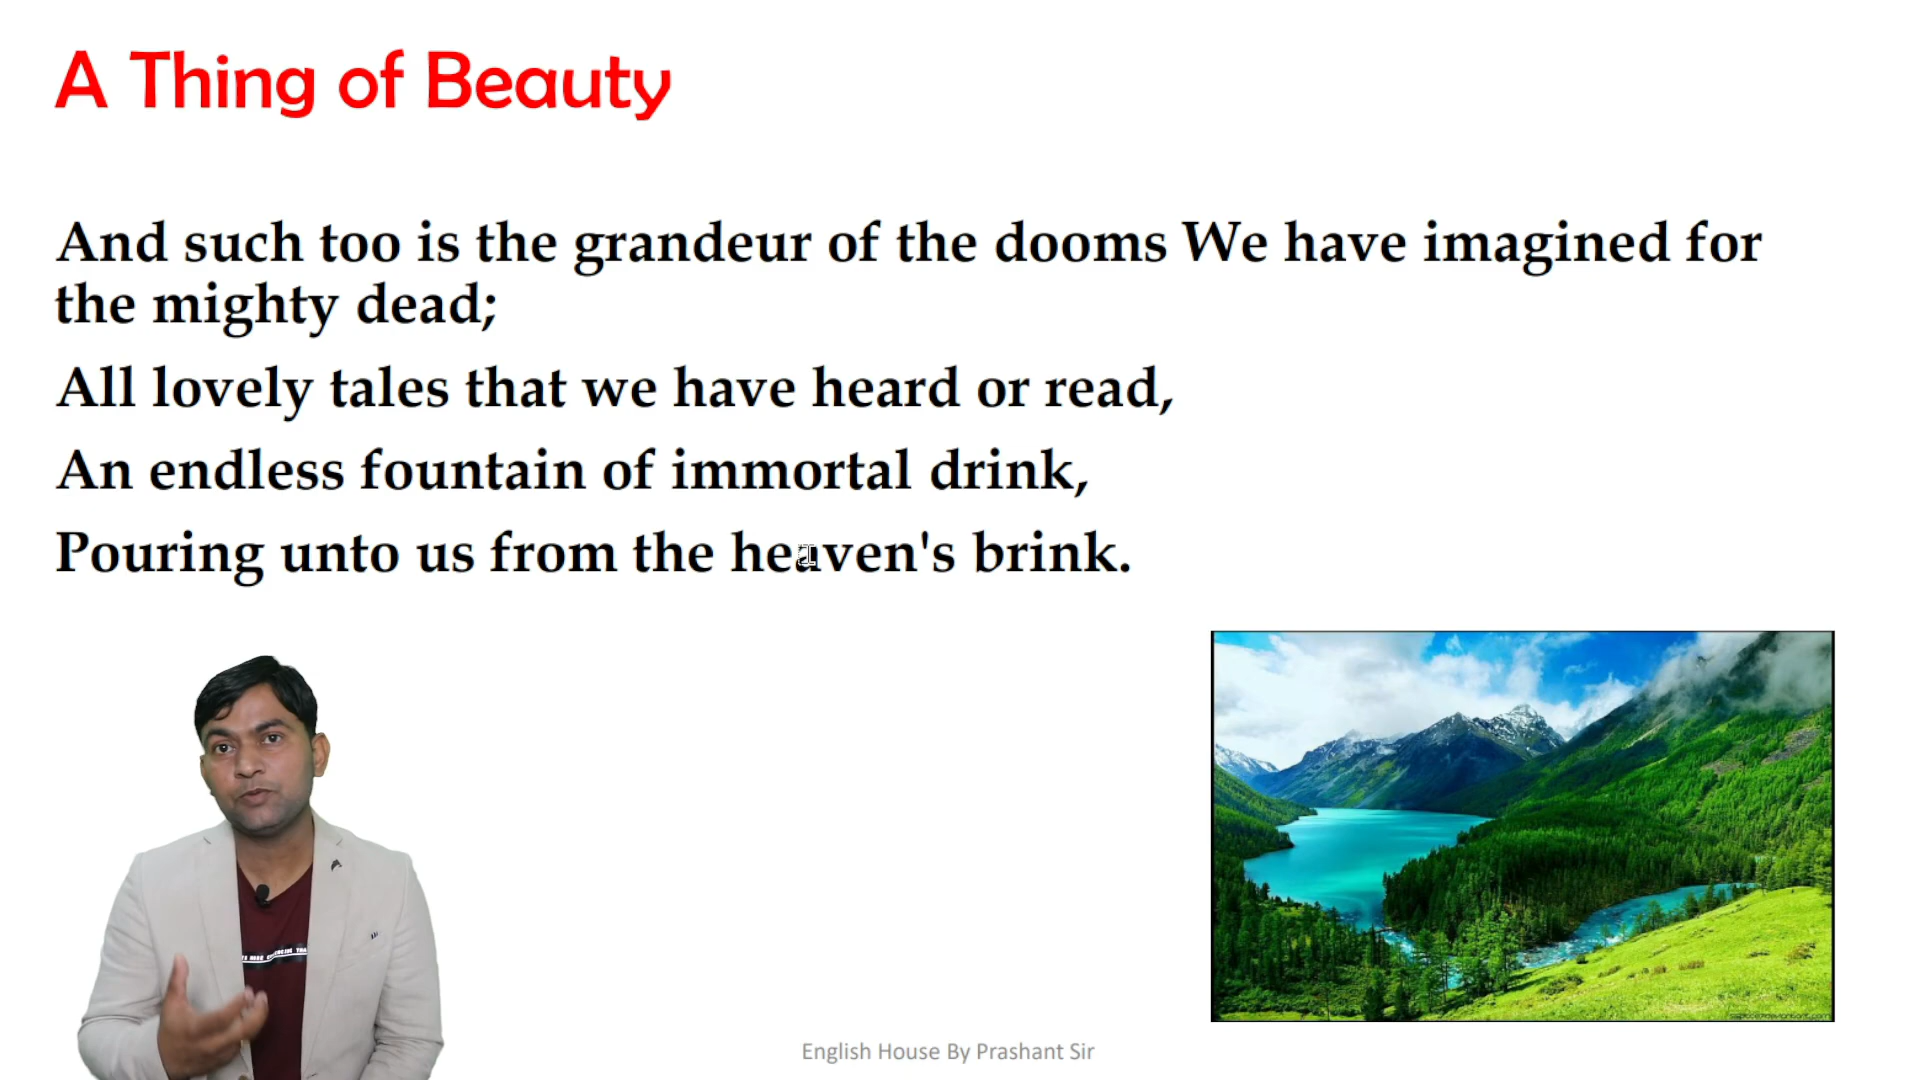 A Thing of Beauty
And such too is the grandeur of the dooms We have imagined for
the mighty dead;
All lovely tales that we have heard or read,
An endless fountain of immortal drink,
Pouring unto us from the heaven's brink.
English House By Prashant Sir